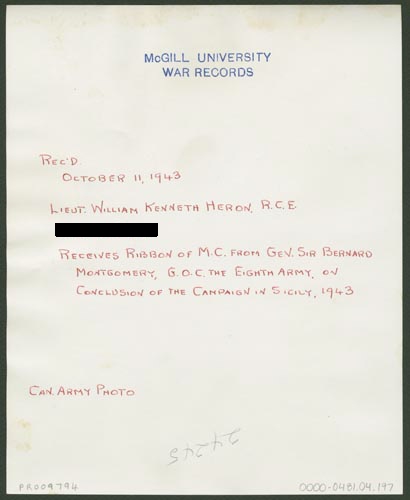 McGILL UNIVERSITY
WAR RECORDS
REC'D.
OCTOBER 11, 1943
LIEUT. WILLIAM KENNETH HERON, R.C.E.
RECEIVES RIBBON OF M.C. FROM GEN. SIR BERNARD
MONTGOMERY, G.O.C. THE EIGHTH ARMY, ON
CONCLUSION OF THE CAMPAIGN IN SICILY, 1943
CAN. ARMY PHOTO
24245
PR009794
0000-0481.04.197